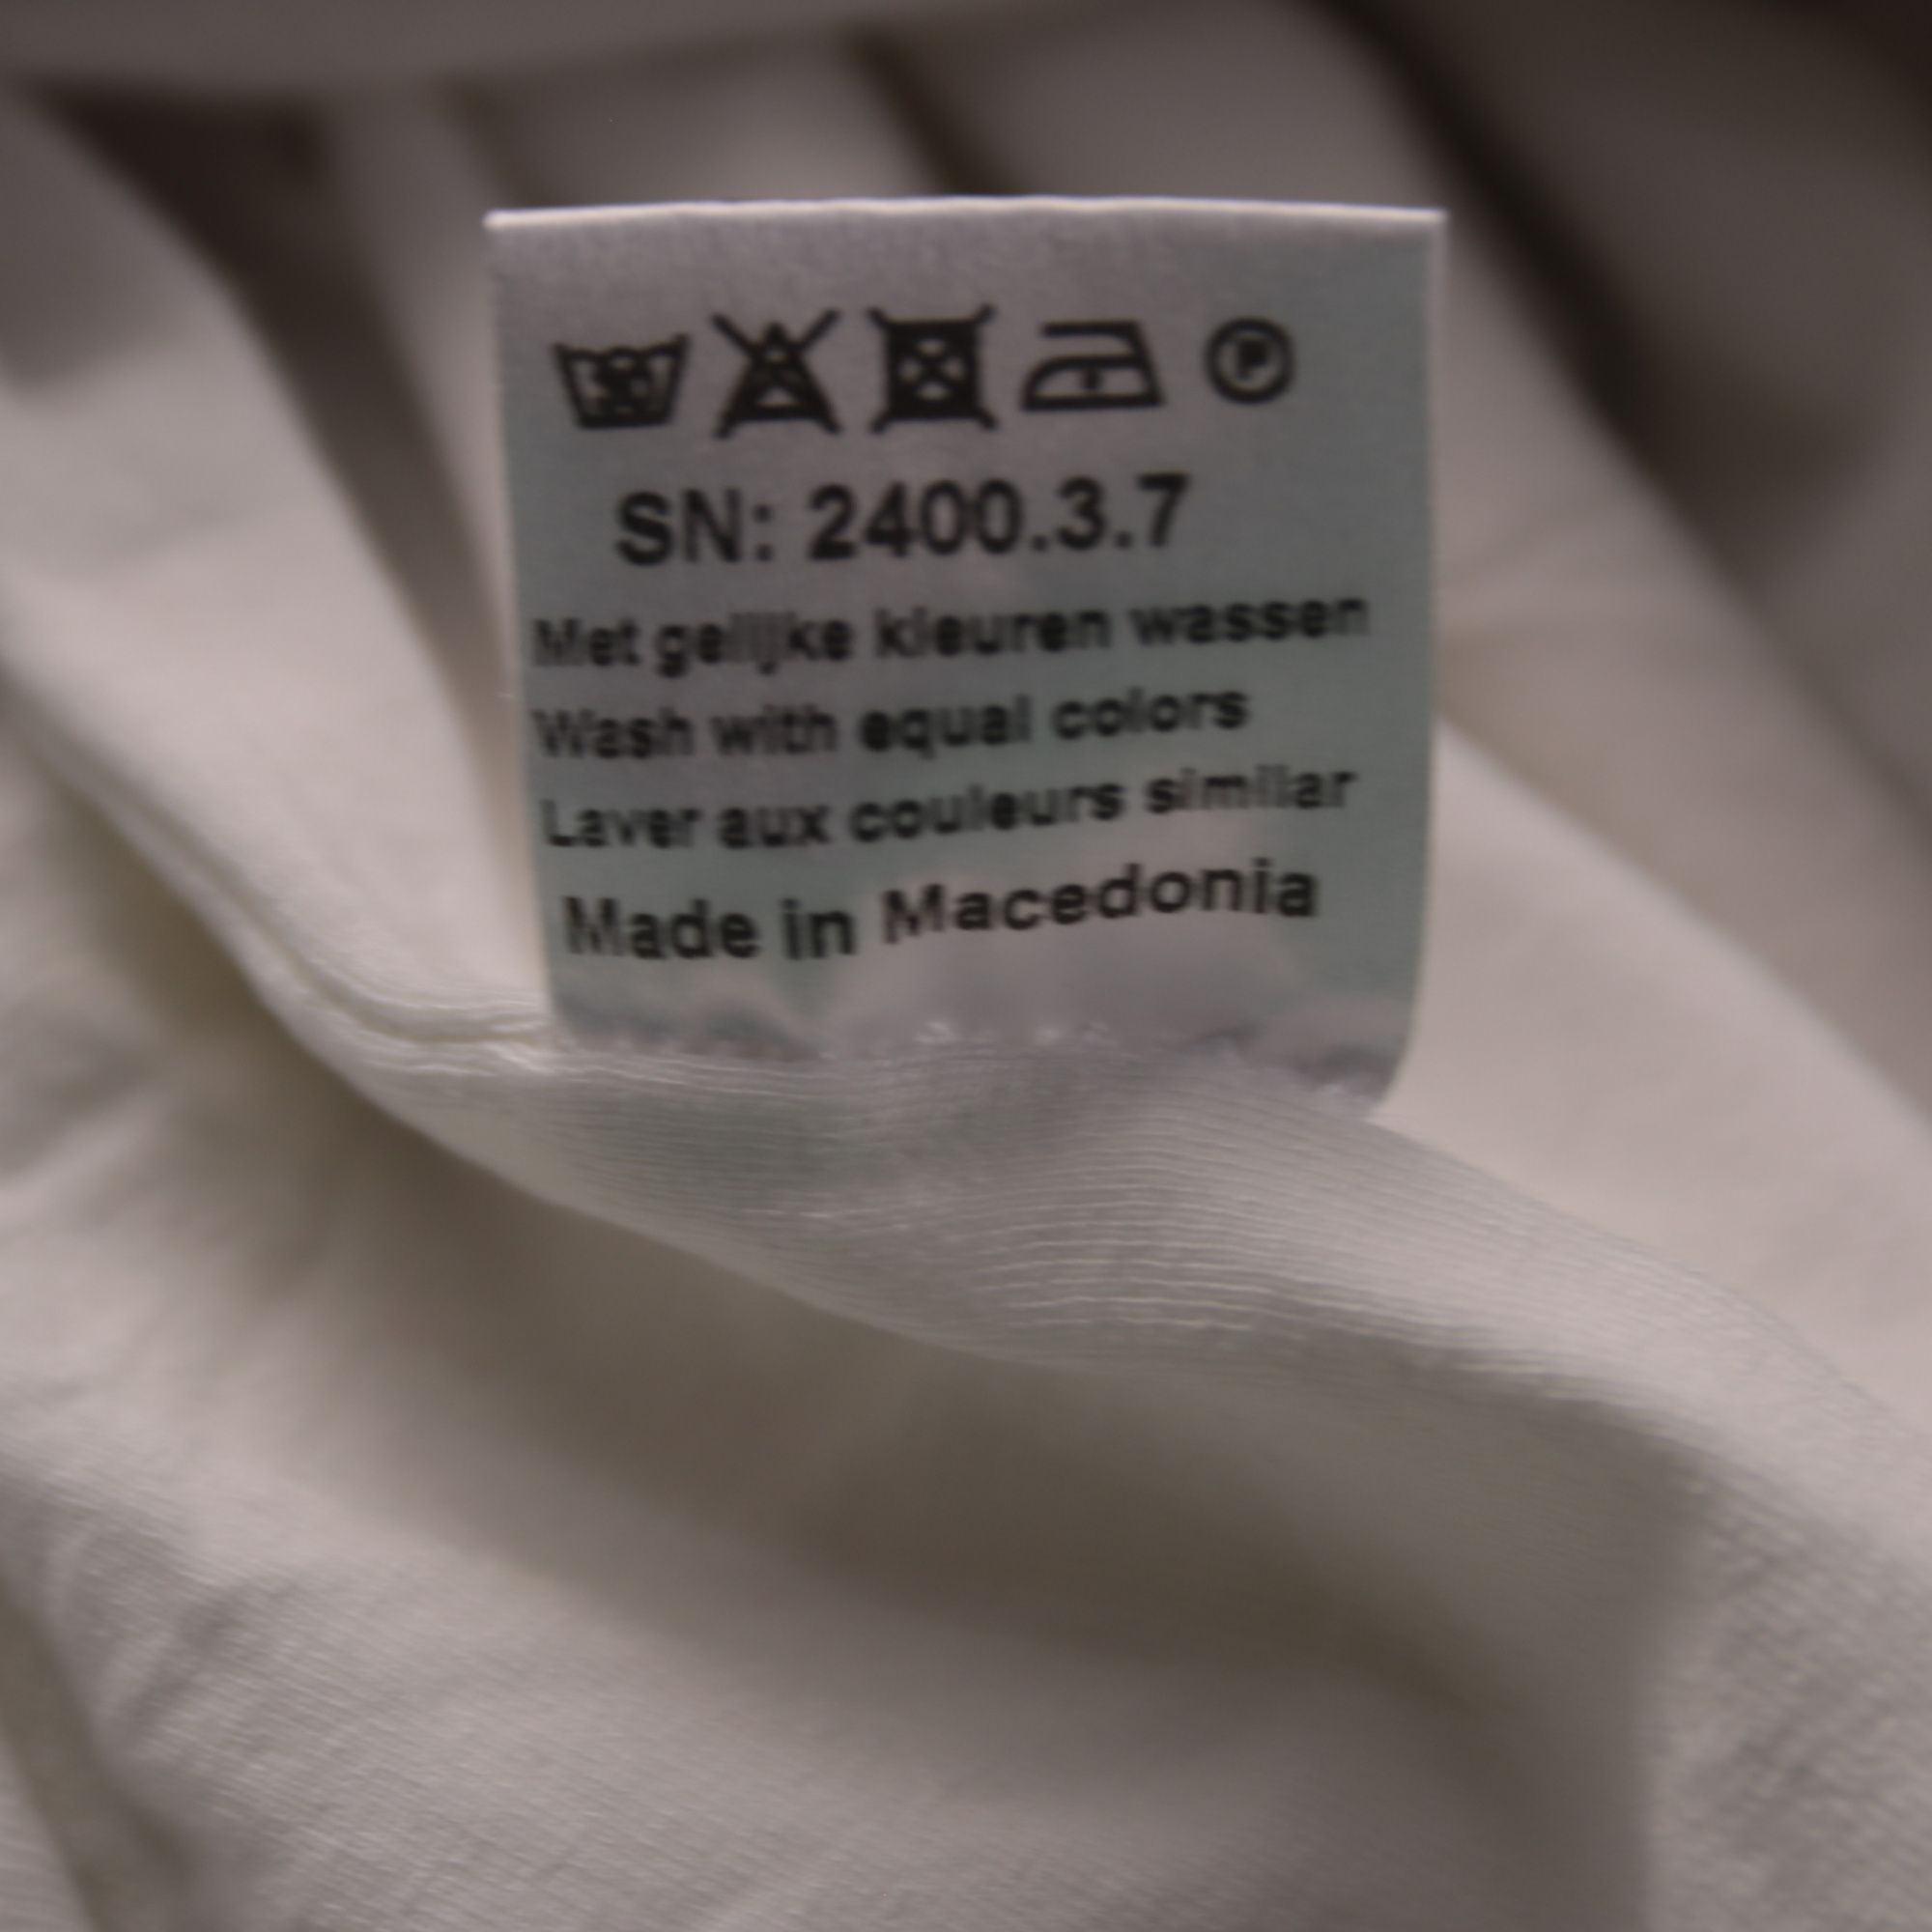 30
P
SN: 2400.3.7
Met gelijke kleuren wassen
Wash with equal colors
Laver aux couleurs similar
Made in Macedonia